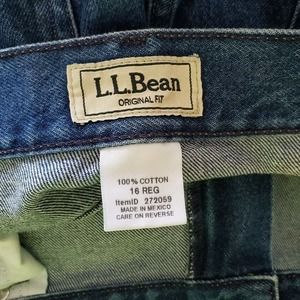 L.L.Bean
ORIGINAL FIT
100% COTTON
16 REG
ItemID 272059
MADE IN MEXICO
CARE ON REVERSE